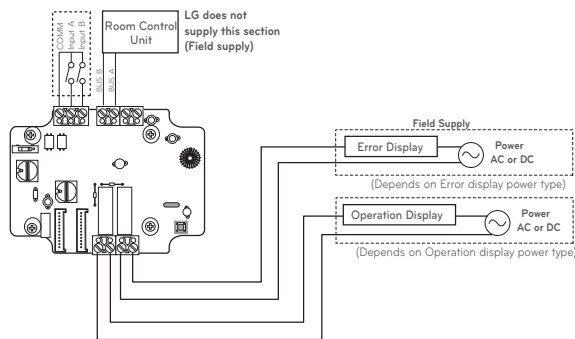 COMM
Input A
Input B
Room Control
Unit
LG does not
supply this section
(Field supply)
BUS B
BUS A
Field Supply
Error Display
Power
AC or DC
(Depends on Error display power type)
Operation Display
Power
AC or DC
(Depends on Operation display power type)